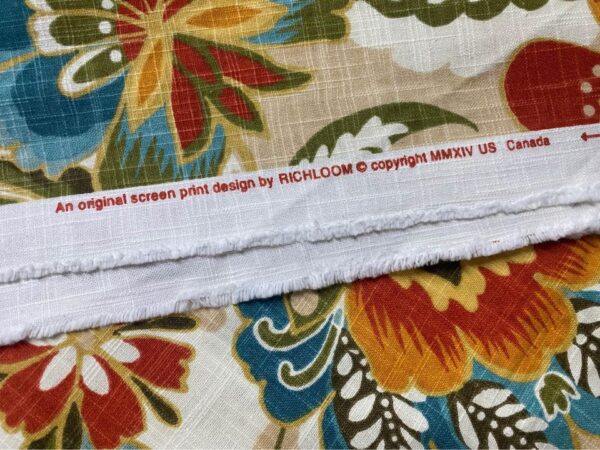 An original screen print design by RICHLOOM © copyright MMXIV US Canada